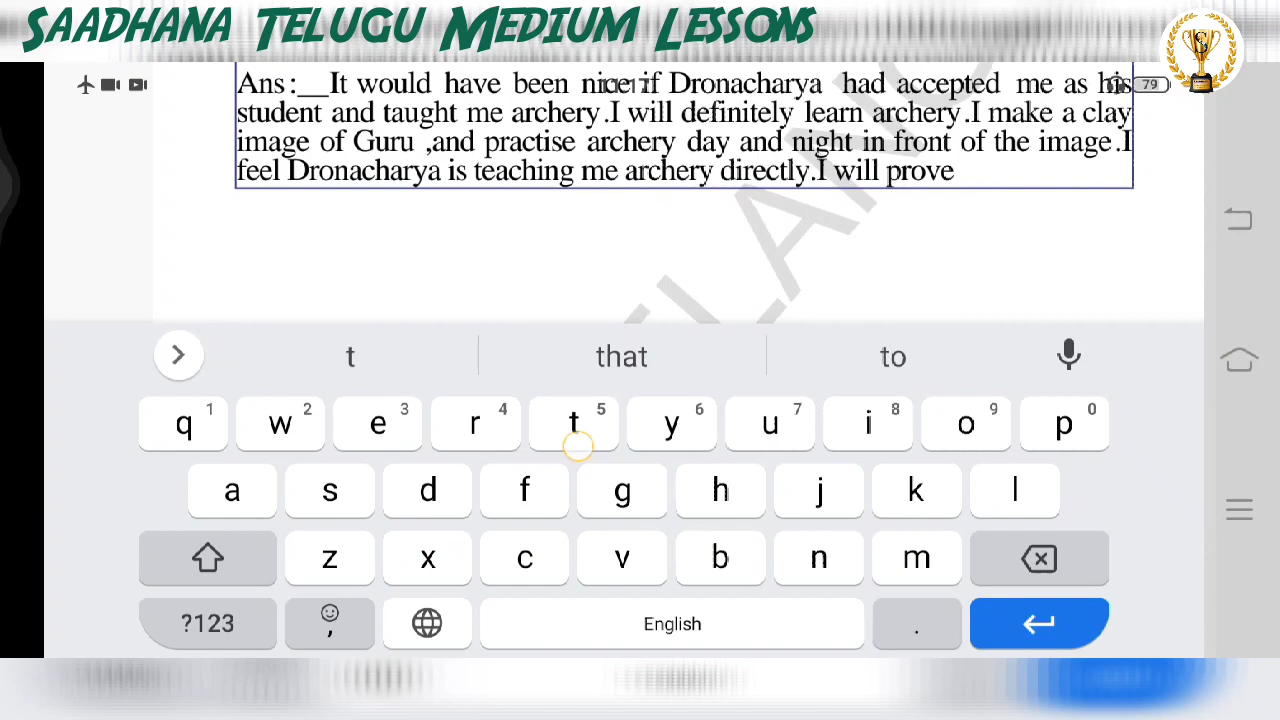 SAADHANA TELUGU MEDIUM LESSONS
79
Ans:__It would have been nice if Dronacharya had accepted me as his
student and taught me archery.I will definitely learn archery.I make a clay
image of Guru ,and practise archery day and night in front of the image.I
feel Dronacharya is teaching me archery directly.I will prove
t that to
q 1 w 2 e 3 r 4 t 5 y 6 u 7 i 8 o 9 p 0
a s d f g h j k l
z x c v b n m
?123 , English .